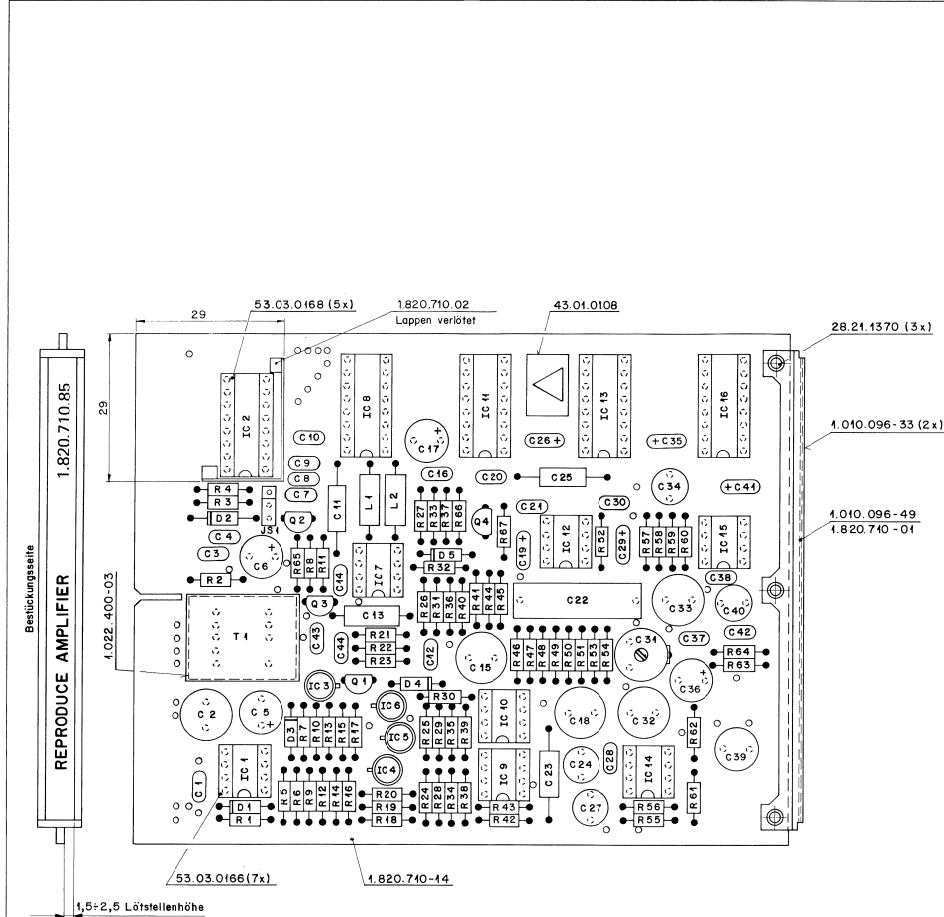 53.03.0168 (5x)
1.820.710.02
Lappen verlötet
43.01.0108
28.21.1370 (3x)
29
29
1.010.096-33 (2x)
1.010.096-49
1.820.710-01
Bestückungsseite
REPRODUCE AMPLIFIER 1.820.710.85
1.022.400-03
IC 2
IC 8
IC 11
IC 13
IC 16
C 10
C 17
+
C 26 +
+ C 35
C 9
C 8
C 7
C 16
C 20
C 25
C 34
+ C 41
R 4
R 3
D 2
JS1
Q 2
C 11
L 1
L 2
R 27
R 33
R 37
R 66
Q 4
R 67
C 21
C 30
C 4
C 3
C 6
+
R 65
R 8
R 11
C 14
IC 7
D 5
R 32
C 19 +
IC 12
R 52
C 29 +
R 57
R 58
R 59
R 60
IC 15
C 38
R 2
Q 3
C 13
R 26
R 31
R 36
R 40
R 41
R 44
R 45
C 22
C 33
C 40
T 1
C 43
C 44
R 21
R 22
R 23
C 12
C 15
R 46
R 47
R 48
R 49
R 50
R 51
R 53
R 54
C 31
C 37
C 42
R 64
R 63
IC 3
Q 1
D 4
R 30
C 36
+
C 2
C 5
+
IC 6
IC 5
IC 4
IC 10
C 18
C 32
R 62
C 39
D 3
R 7
R 10
R 13
R 15
R 17
R 25
R 29
R 35
R 39
IC 1
C 1
R 5
R 6
R 9
R 12
R 14
R 16
R 24
R 28
R 34
R 38
IC 9
C 23
C 24
C 28
IC 14
R 61
D 1
R 1
R 20
R 19
R 18
R 43
R 42
C 27
R 56
R 55
53.03.0166 (7x)
1.820.710-14
1,5÷2,5 Lötstellenhöhe